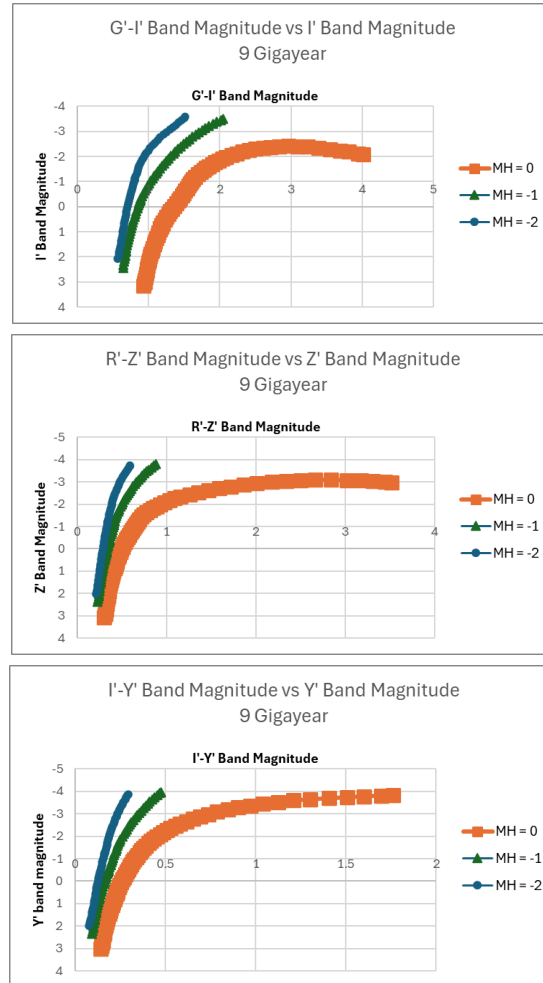 G'-I' Band Magnitude vs I' Band Magnitude
9 Gigayear
G'-I' Band Magnitude
I' Band Magnitude
-4
-3
-2
-1
0
1
2
3
4
0 1 2 3 4 5
MH = 0
MH = -1
MH = -2
R'-Z' Band Magnitude vs Z' Band Magnitude
9 Gigayear
R'-Z' Band Magnitude
Z' Band Magnitude
-5
-4
-3
-2
-1
0
1
2
3
4
0 1 2 3 4
MH = 0
MH = -1
MH = -2
I'-Y' Band Magnitude vs Y' Band Magnitude
9 Gigayear
I'-Y' Band Magnitude
Y' band magnitude
-5
-4
-3
-2
-1
0
1
2
3
4
0 0.5 1 1.5 2
MH = 0
MH = -1
MH = -2